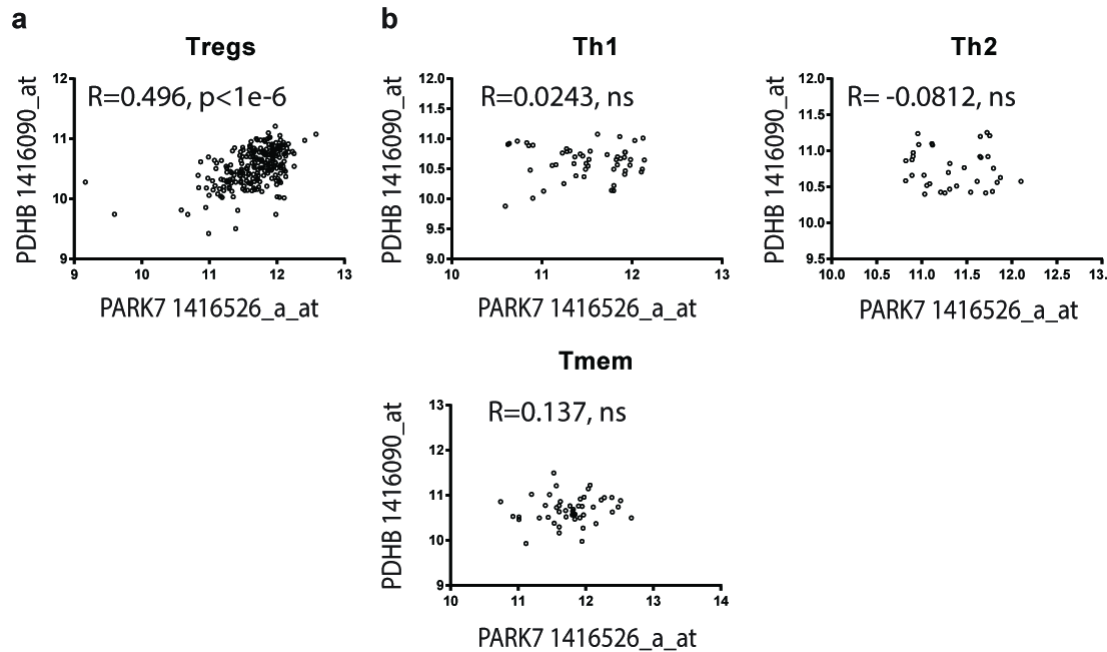 a
Tregs
R=0.496, p<1e-6
PDHB 1416090_at
12
11
10
9
9 10 11 12 13
PARK7 1416526_a_at
b
Th1
R=0.0243, ns
PDHB 1416090_at
12.0
11.5
11.0
10.5
10.0
9.5
9.0
10 11 12 13
PARK7 1416526_a_at
Th2
R= -0.0812, ns
PDHB 1416090_at
12.0
11.5
11.0
10.5
10.0
9.5
10.0 10.5 11.0 11.5 12.0 12.5 13.
PARK7 1416526_a_at
Tmem
R=0.137, ns
PDHB 1416090_at
13
12
11
10
9
10 11 12 13 14
PARK7 1416526_a_at